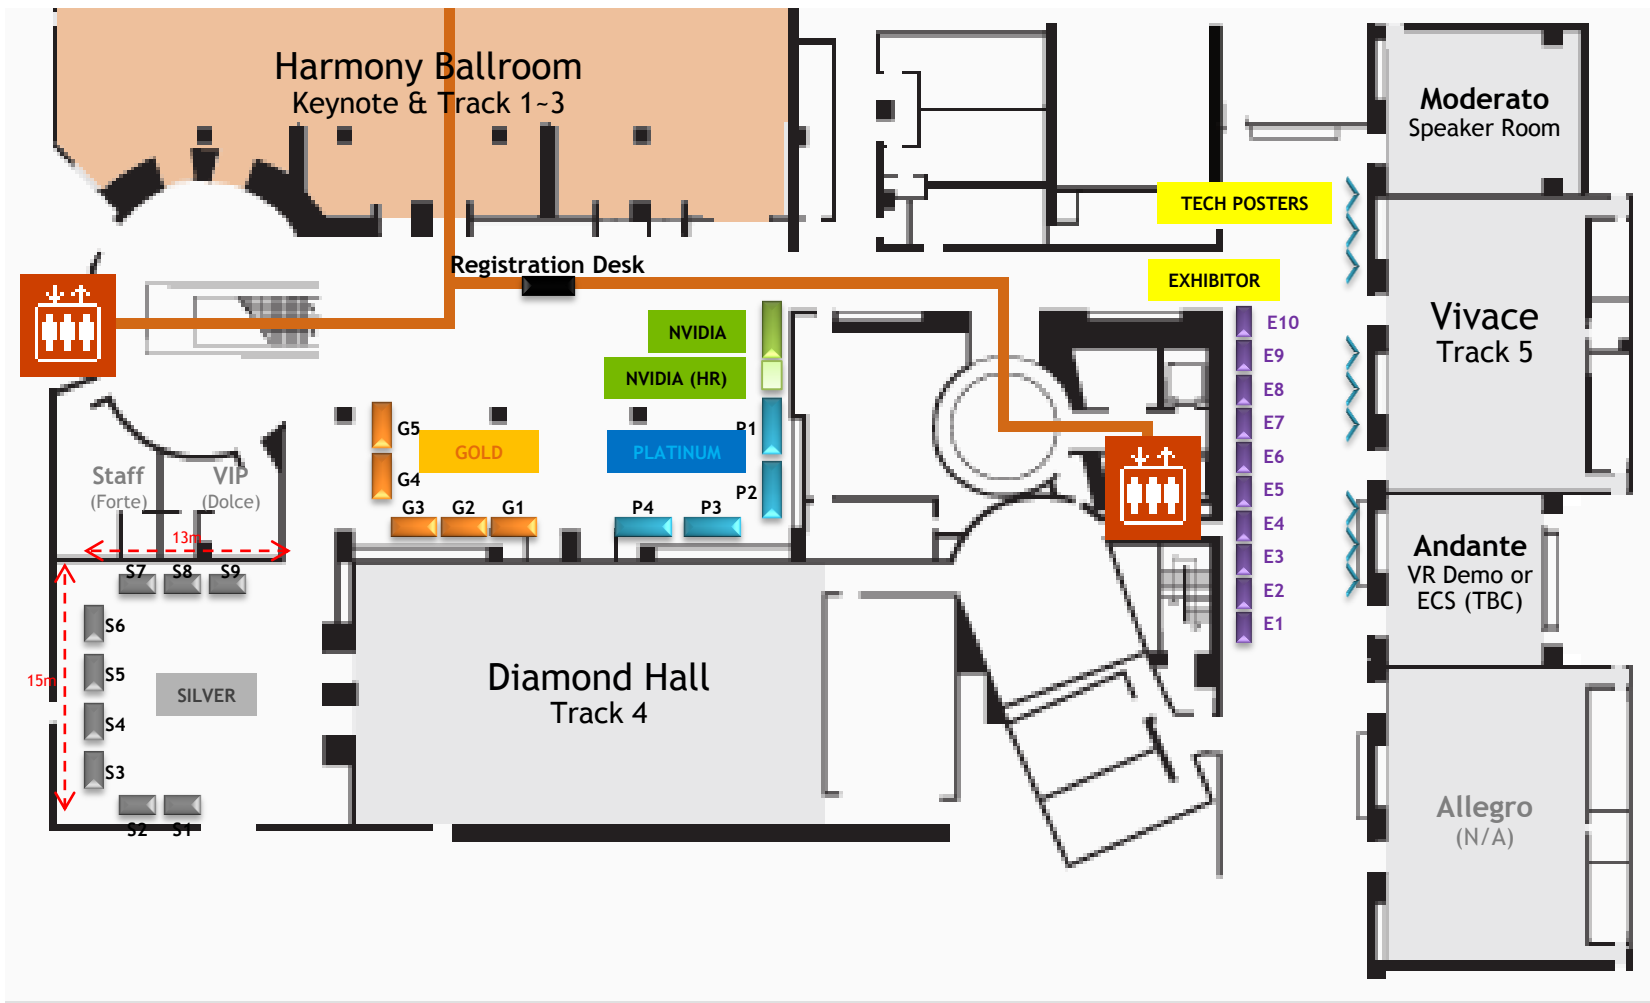 Harmony Ballroom
Keynote & Track 1~3
Moderato
Speaker Room
TECH POSTERS
Registration Desk
EXHIBITOR
NVIDIA
NVIDIA (HR)
E10
E9
E8
E7
E6
E5
E4
E3
E2
E1
Vivace
Track 5
G5
G4
GOLD
G3
G2
G1
PLATINUM
P1
P2
P4
P3
Staff
(Forte)
VIP
(Dolce)
13m
S7
S8
S9
S6
S5
S4
S3
15m
SILVER
S2
S1
Diamond Hall
Track 4
Andante
VR Demo or
ECS (TBC)
Allegro
(N/A)